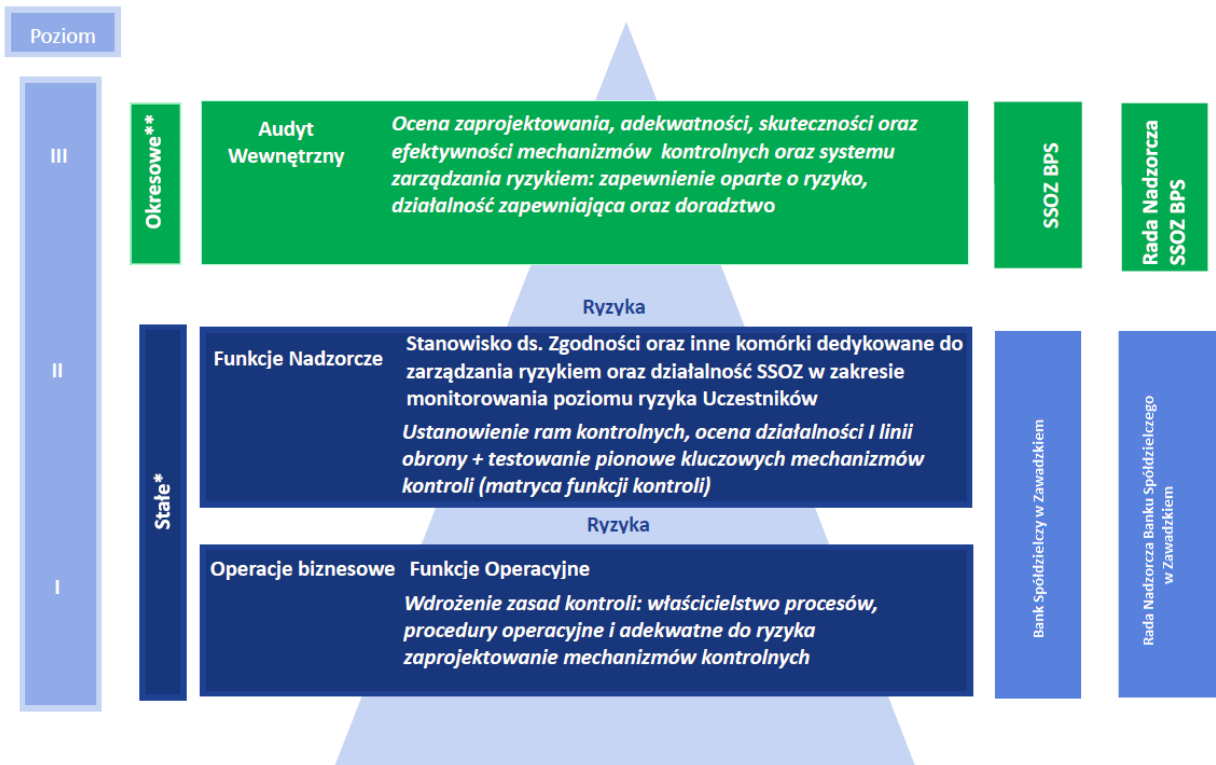 Poziom
III
Okresowe**
Audyt
Wewnętrzny
Ocena zaprojektowania, adekwatności, skuteczności oraz
efektywności mechanizmów kontrolnych oraz systemu
zarządzania ryzykiem: zapewnienie oparte o ryzyko,
działalność zapewniająca oraz doradztwo
SSOZ BPS
Rada Nadzorcza
SSOZ BPS
Ryzyka
II
Stałe*
Funkcje Nadzorcze
Stanowisko ds. Zgodności oraz inne komórki dedykowane do
zarządzania ryzykiem oraz działalność SSOZ w zakresie
monitorowania poziomu ryzyka Uczestników
Ustanowienie ram kontrolnych, ocena działalności I linii
obrony + testowanie pionowe kluczowych mechanizmów
kontroli (matryca funkcji kontroli)
Ryzyka
I
Operacje biznesowe
Funkcje Operacyjne
Wdrożenie zasad kontroli: właścicielstwo procesów,
procedury operacyjne i adekwatne do ryzyka
zaprojektowanie mechanizmów kontrolnych
Bank Spółdzielczy w Zawadzkiem
Rada Nadzorcza Banku Spółdzielczego
w Zawadzkiem